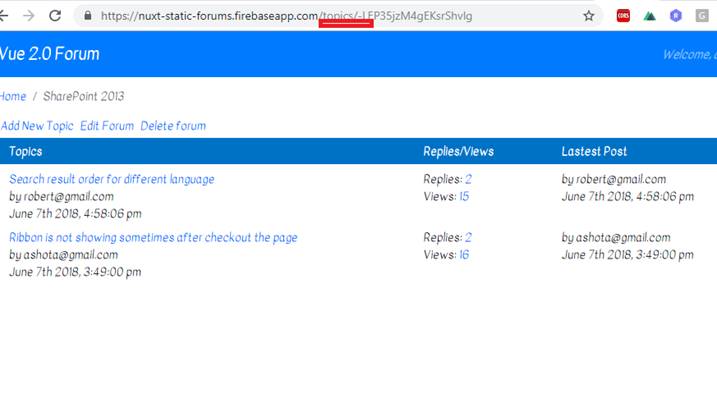 https://nuxt-static-forums.firebaseapp.com/topics/-LEP35jzM4gEKsrShvlg
CORS
R
G
Vue 2.0 Forum
Welcome,
Home / SharePoint 2013
Add New Topic Edit Forum Delete forum
Topics Replies/Views Lastest Post
Search result order for different language Replies: 2 by robert@gmail.com
by robert@gmail.com Views: 15 June 7th 2018, 4:58:06 pm
June 7th 2018, 4:58:06 pm
Ribbon is not showing sometimes after checkout the page Replies: 2 by ashota@gmail.com
by ashota@gmail.com Views: 16 June 7th 2018, 3:49:00 pm
June 7th 2018, 3:49:00 pm